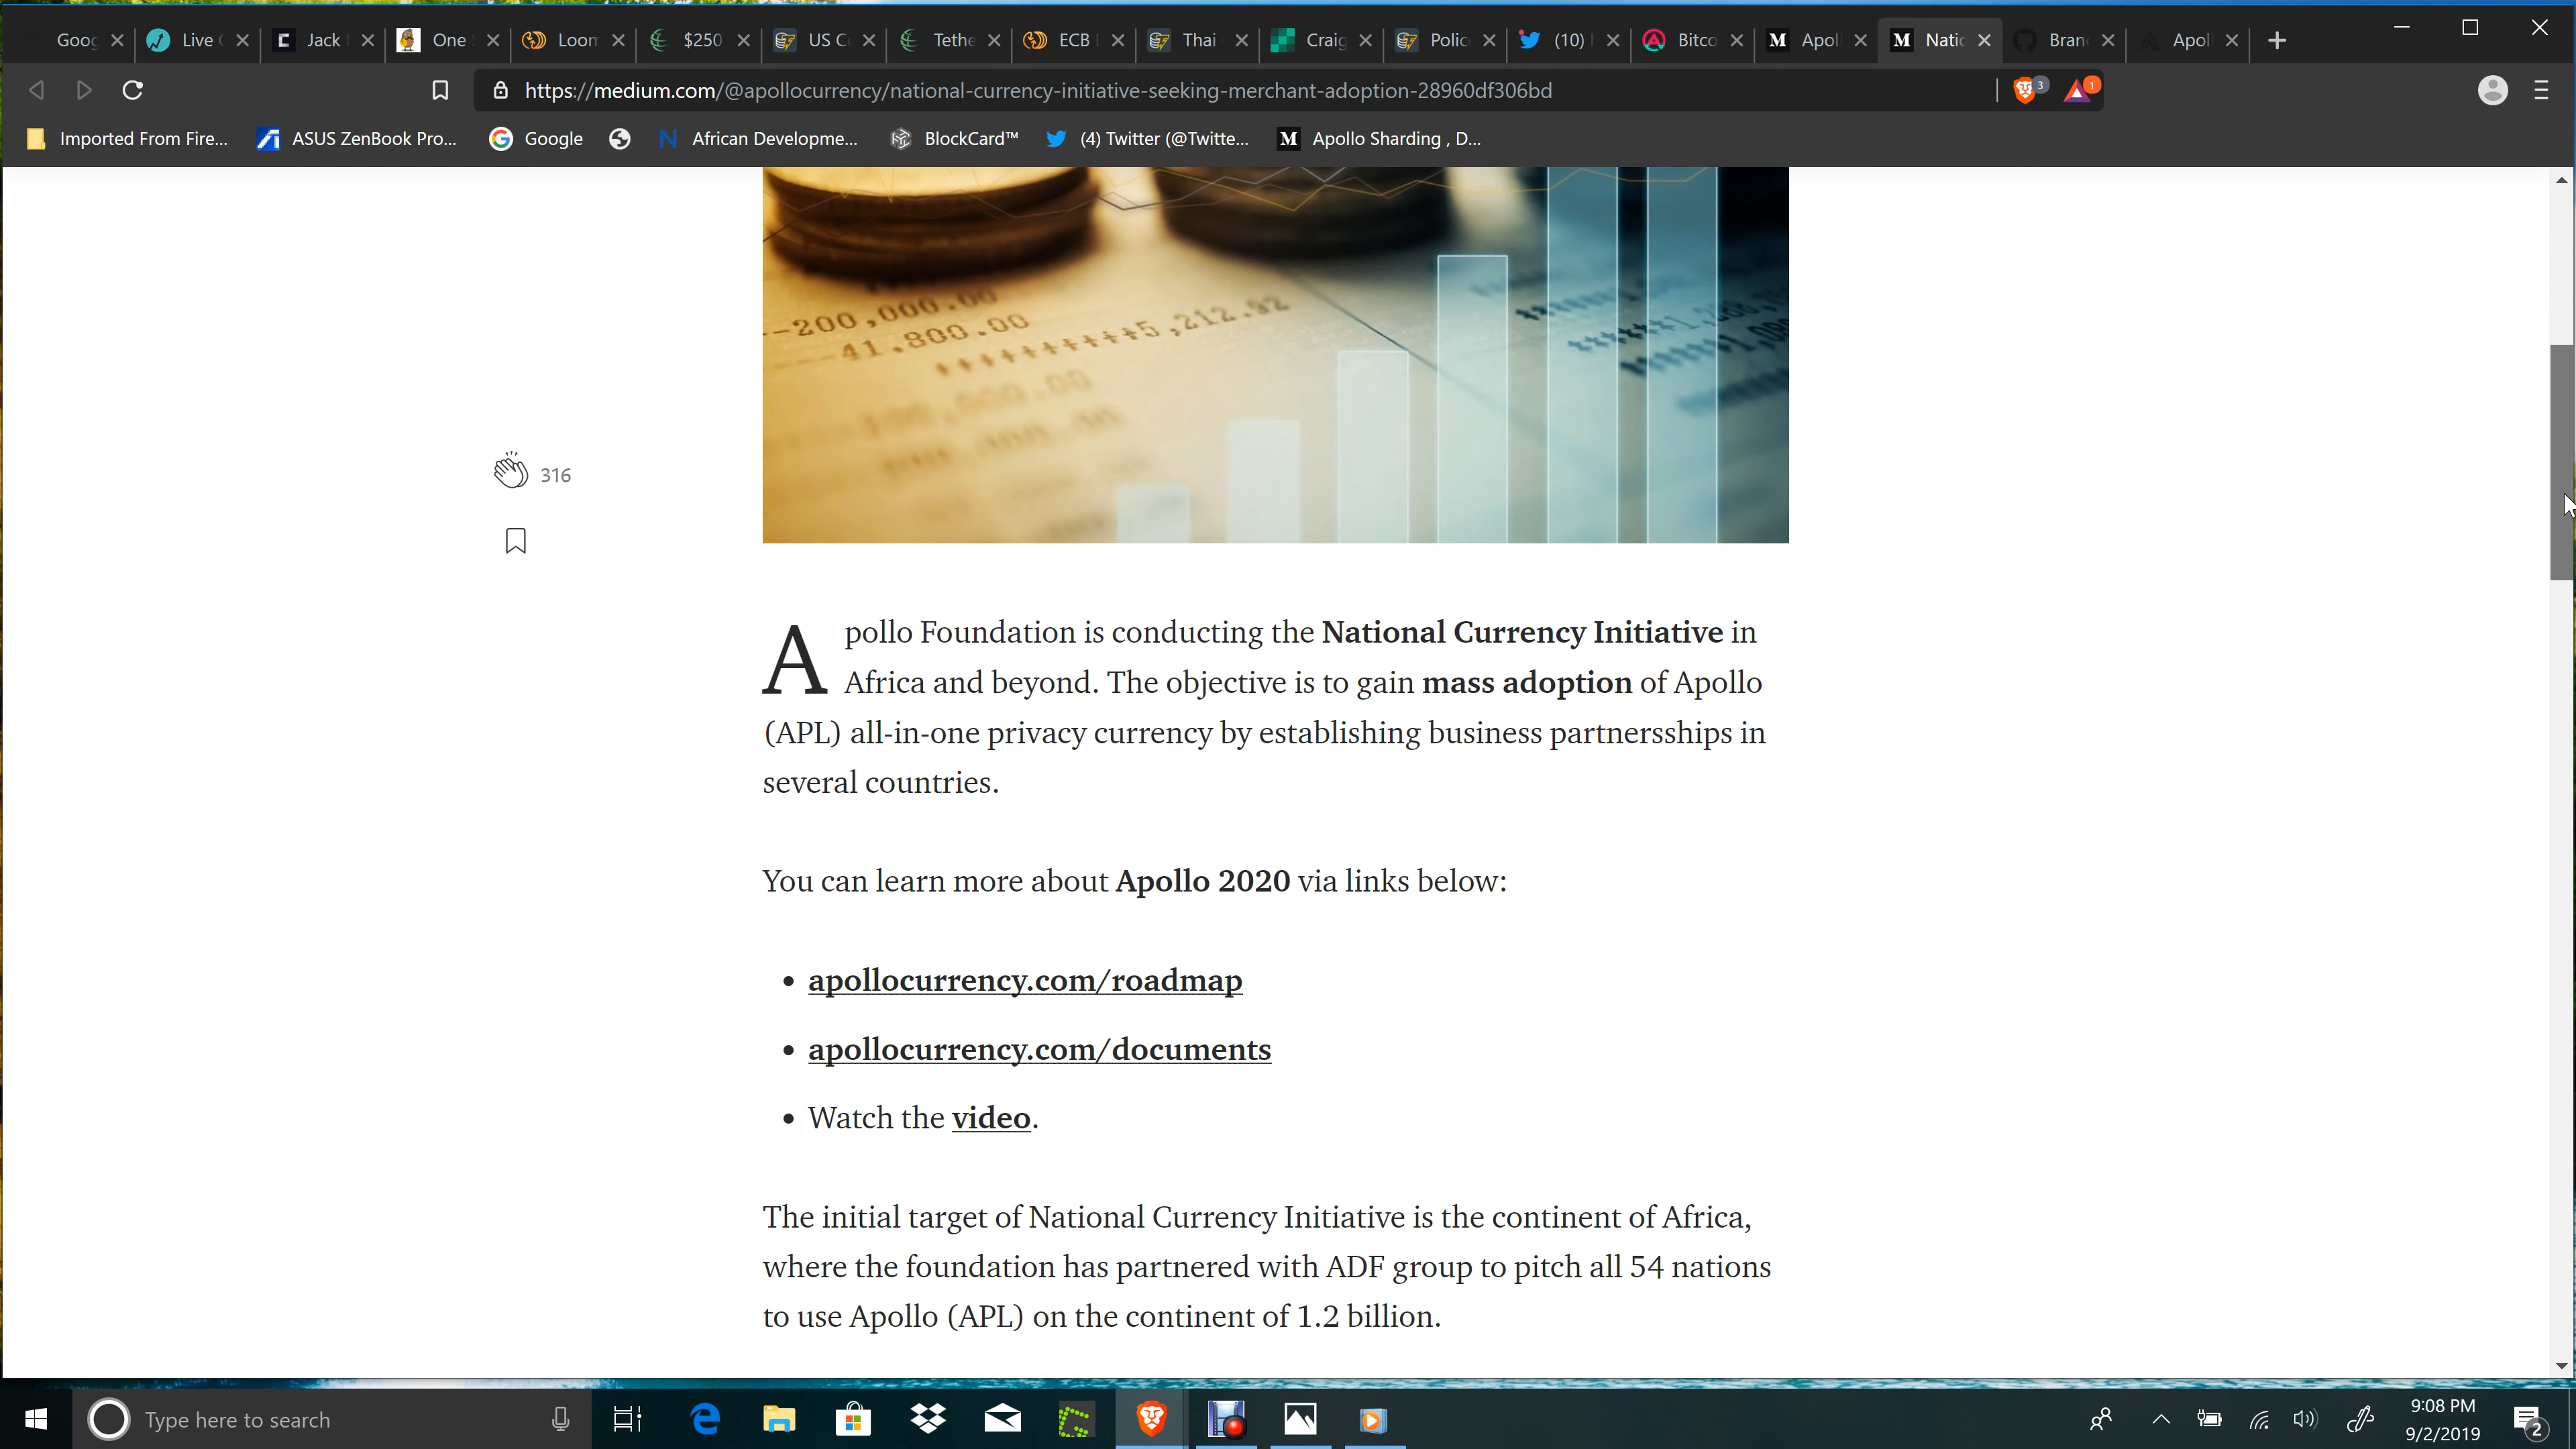 Goog
Live
Jack
One
Loom
$250
US C
Tethe
ECB
Thai
Craig
Polic
(10)
Bitco
Apol
Natic
Bran
Apol
https://medium.com/@apollocurrency/national-currency-initiative-seeking-merchant-adoption-28960df306bd
3
1
Imported From Fire...
ASUS ZenBook Pro...
Google
African Developme...
BlockCard™
(4) Twitter (@Twitte...
Apollo Sharding , D...
--200,000.00
---41.800.00
+++++++++5,212.92
316
Apollo Foundation is conducting the National Currency Initiative in
Africa and beyond. The objective is to gain mass adoption of Apollo
(APL) all-in-one privacy currency by establishing business partnersships in
several countries.
You can learn more about Apollo 2020 via links below:
• apollocurrency.com/roadmap
• apollocurrency.com/documents
• Watch the video.
The initial target of National Currency Initiative is the continent of Africa,
where the foundation has partnered with ADF group to pitch all 54 nations
to use Apollo (APL) on the continent of 1.2 billion.
Type here to search
9:08 PM
9/2/2019
2